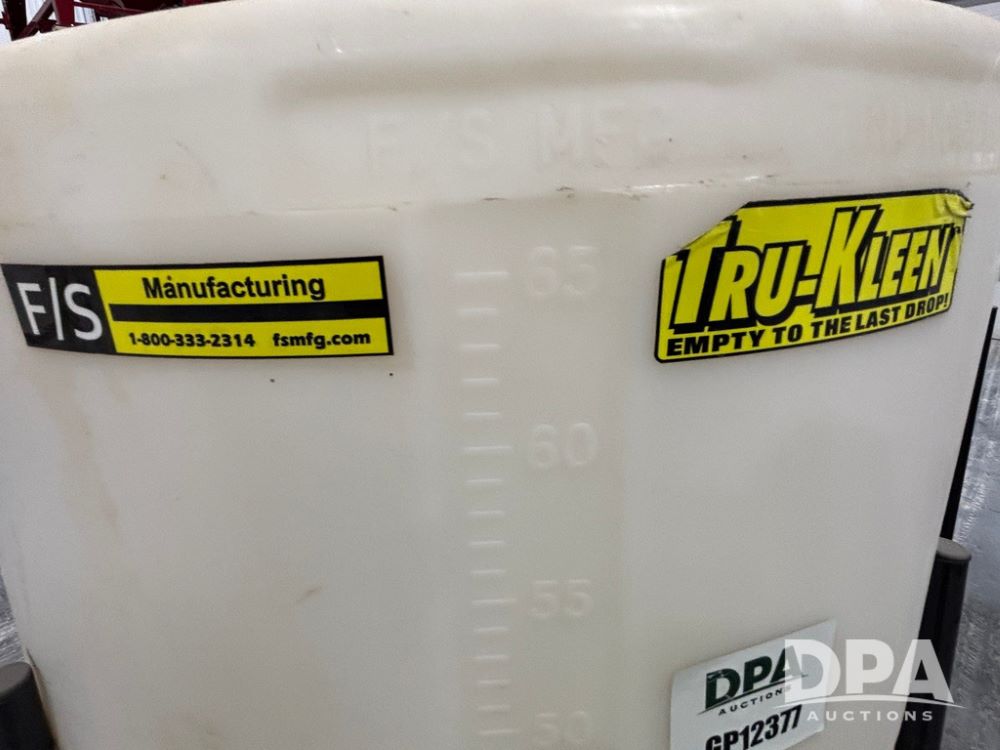 F/S MFG
65
F/S Manufacturing
1-800-333-2314 fsmfg.com
TRU-KLEEN
EMPTY TO THE LAST DROP!
60
55
50
DPA
AUCTIONS
GP12377
DPA
AUCTIONS